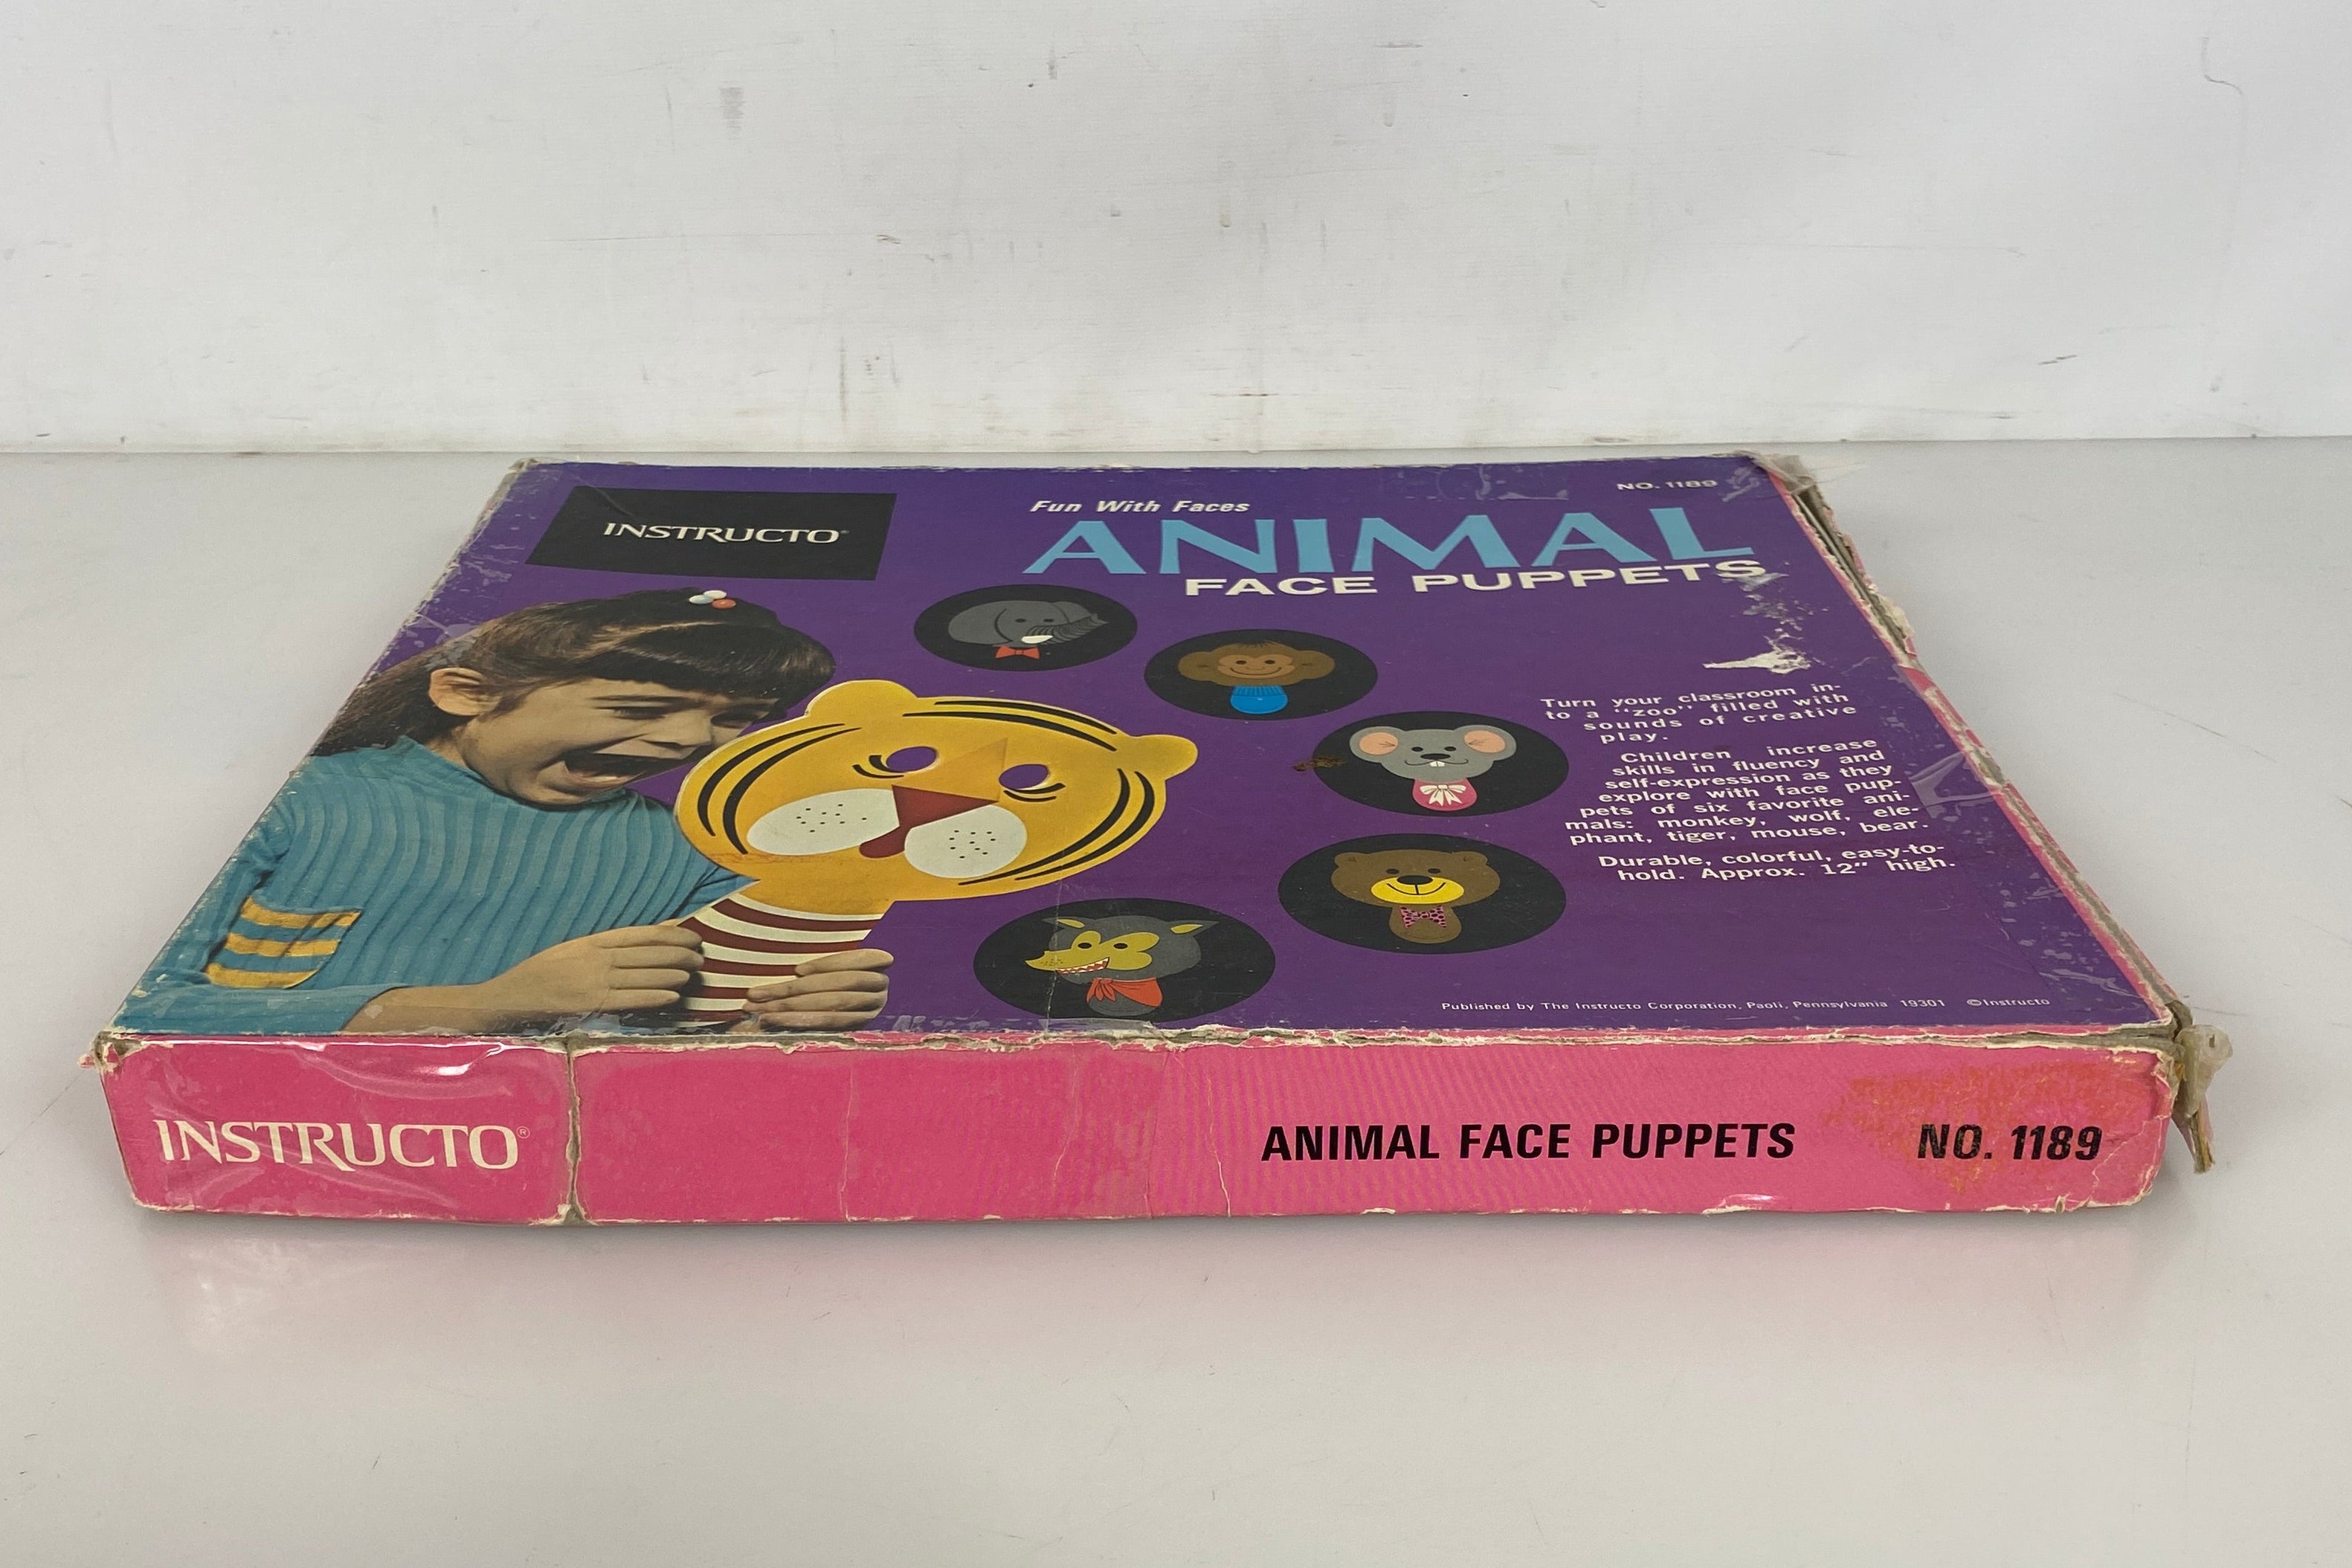 INSTRUCTO®
NO. 1189
Fun With Faces
ANIMAL
FACE PUPPETS
Turn your classroom in-
to a "zoo" filled with
sounds of creative
play.
Children increase
skills in fluency and
self-expression as they
explore with face pup-
pets of six favorite ani-
mals: monkey, wolf, ele-
phant, tiger, mouse, bear.
Durable, colorful, easy-to-
hold. Approx. 12" high.
Published by The Instructo Corporation, Paoli, Pennsylvania 19301 ©Instructo
INSTRUCTO®
ANIMAL FACE PUPPETS NO. 1189